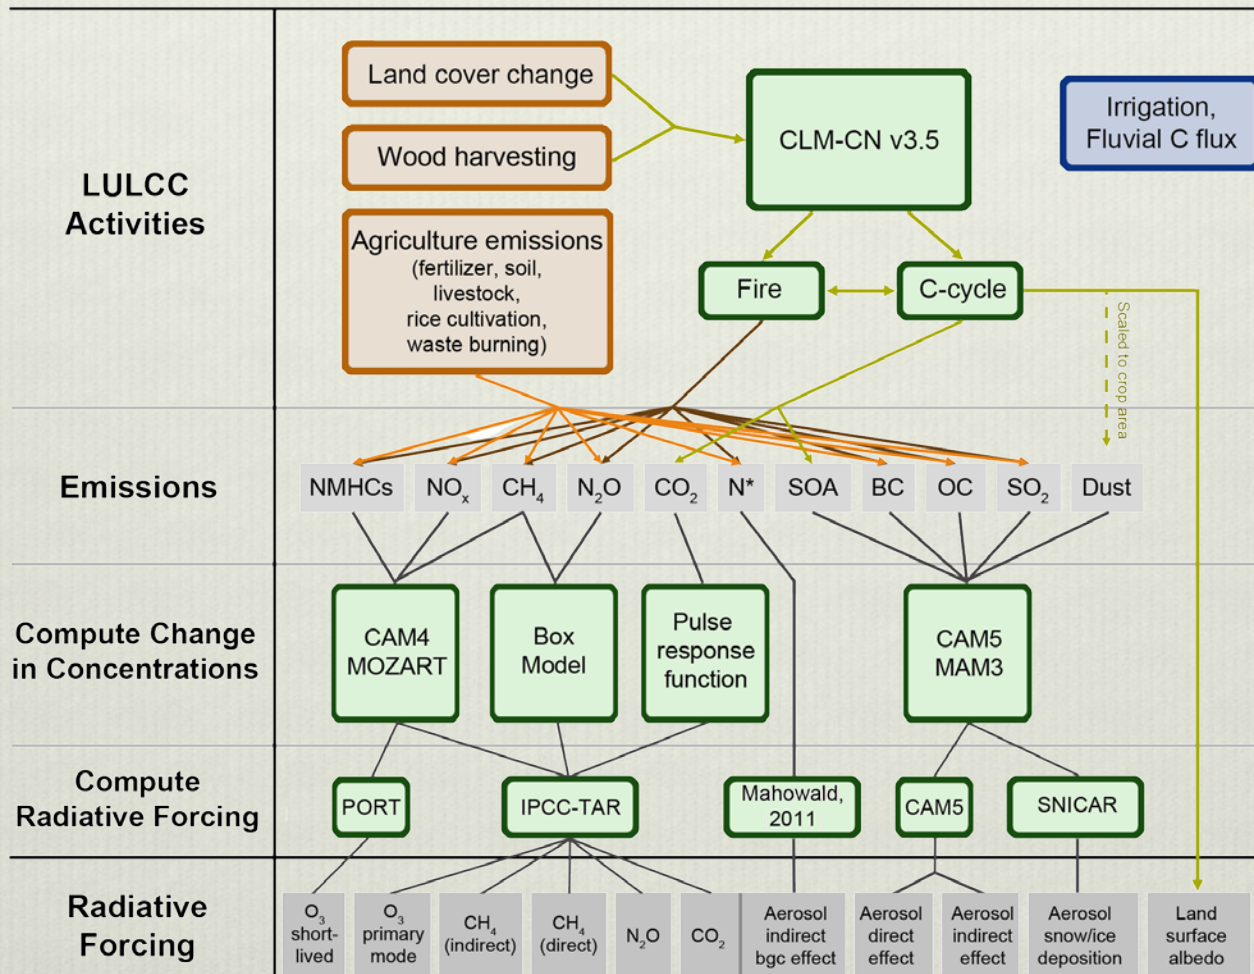 LULCC
Activities
Land cover change
Wood harvesting
Agriculture emissions
(fertilizer, soil,
livestock,
rice cultivation,
waste burning)
CLM-CN v3.5
Irrigation,
Fluvial C flux
Fire
C-cycle
Scaled to crop area
Emissions
NMHCs
NOₓ
CH₄
N₂O
CO₂
N*
SOA
BC
OC
SO₂
Dust
Compute Change
in Concentrations
CAM4
MOZART
Box
Model
Pulse
response
function
CAM5
MAM3
Compute
Radiative Forcing
PORT
IPCC-TAR
Mahowald,
2011
CAM5
SNICAR
Radiative
Forcing
O₃
short-
lived
O₃
primary
mode
CH₄
(indirect)
CH₄
(direct)
N₂O
CO₂
Aerosol
indirect
bgc effect
Aerosol
direct
effect
Aerosol
indirect
effect
Aerosol
snow/ice
deposition
Land
surface
albedo